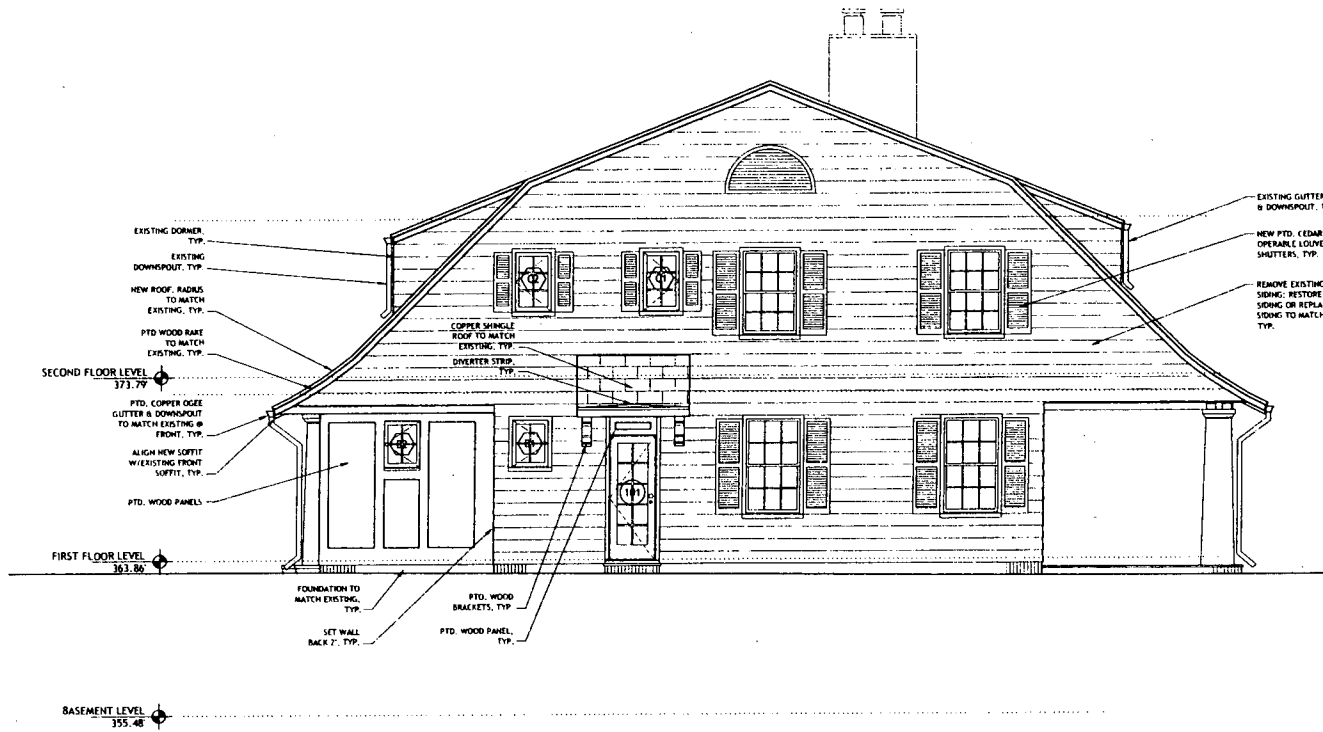 EXISTING DORMER,
TYP.
EXISTING
DOWNSPOUT, TYP.
NEW ROOF, RADIUS
TO MATCH
EXISTING, TYP.
PTD WOOD RAKE
TO MATCH
EXISTING, TYP.
SECOND FLOOR LEVEL
373.79'
PTD. COPPER OGEE
GUTTER & DOWNSPOUT
TO MATCH EXISTING @
FRONT, TYP.
ALIGN NEW SOFFIT
W/EXISTING FRONT
SOFFIT, TYP.
PTD. WOOD PANELS
FIRST FLOOR LEVEL
363.86'
FOUNDATION TO
MATCH EXISTING,
TYP.
SET WALL
BACK 2", TYP.
BASEMENT LEVEL
355.48'
02
01
COPPER SHINGLE
ROOF TO MATCH
EXISTING, TYP.
DIVERTER STRIP,
TYP.
101
PTD. WOOD
BRACKETS, TYP
PTD. WOOD PANEL,
TYP.
EXISTING GUTTER
& DOWNSPOUT,
NEW PTD. CEDAR
OPERABLE LOUVE
SHUTTERS, TYP.
REMOVE EXISTING
SIDING; RESTORE
SIDING OR REPLA
SIDING TO MATCH
TYP.